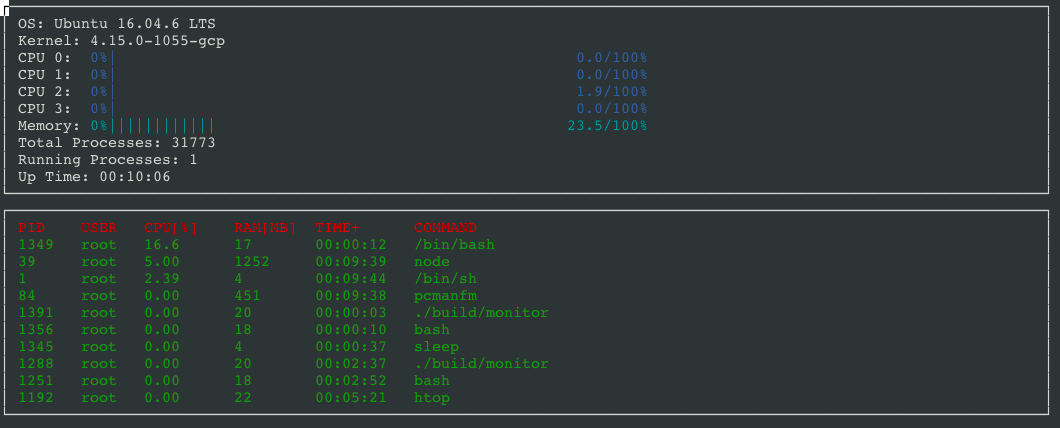 OS: Ubuntu 16.04.6 LTS
Kernel: 4.15.0-1055-gcp
CPU 0: 0%| 0.0/100%
CPU 1: 0%| 0.0/100%
CPU 2: 0%| 1.9/100%
CPU 3: 0%| 0.0/100%
Memory: 0%||||||||||| 23.5/100%
Total Processes: 31773
Running Processes: 1
Up Time: 00:10:06
PID USER CPU[%] RAM[MB] TIME+ COMMAND
1349 root 16.6 17 00:00:12 /bin/bash
39 root 5.00 1252 00:09:39 node
1 root 2.39 4 00:09:44 /bin/sh
84 root 0.00 451 00:09:38 pcmanfm
1391 root 0.00 20 00:00:03 ./build/monitor
1356 root 0.00 18 00:00:10 bash
1345 root 0.00 4 00:00:37 sleep
1288 root 0.00 20 00:02:37 ./build/monitor
1251 root 0.00 18 00:02:52 bash
1192 root 0.00 22 00:05:21 htop